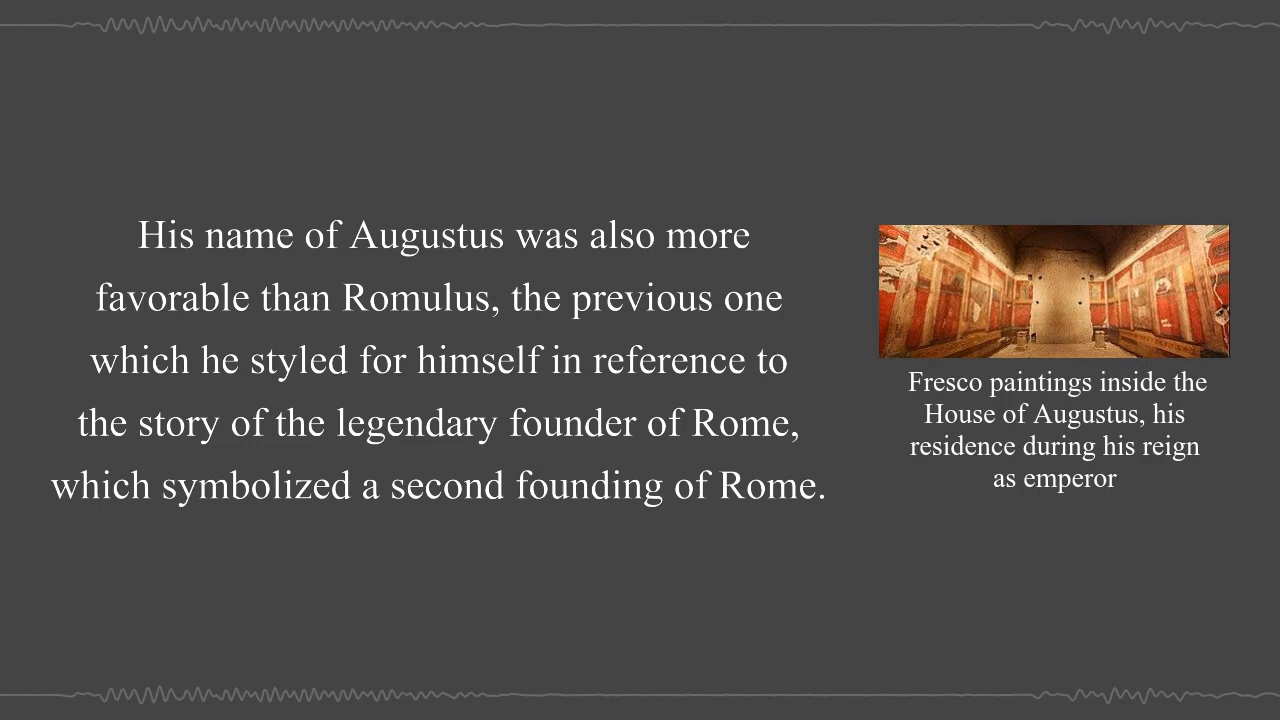 His name of Augustus was also more
favorable than Romulus, the previous one
which he styled for himself in reference to
the story of the legendary founder of Rome,
which symbolized a second founding of Rome.
Fresco paintings inside the
House of Augustus, his
residence during his reign
as emperor